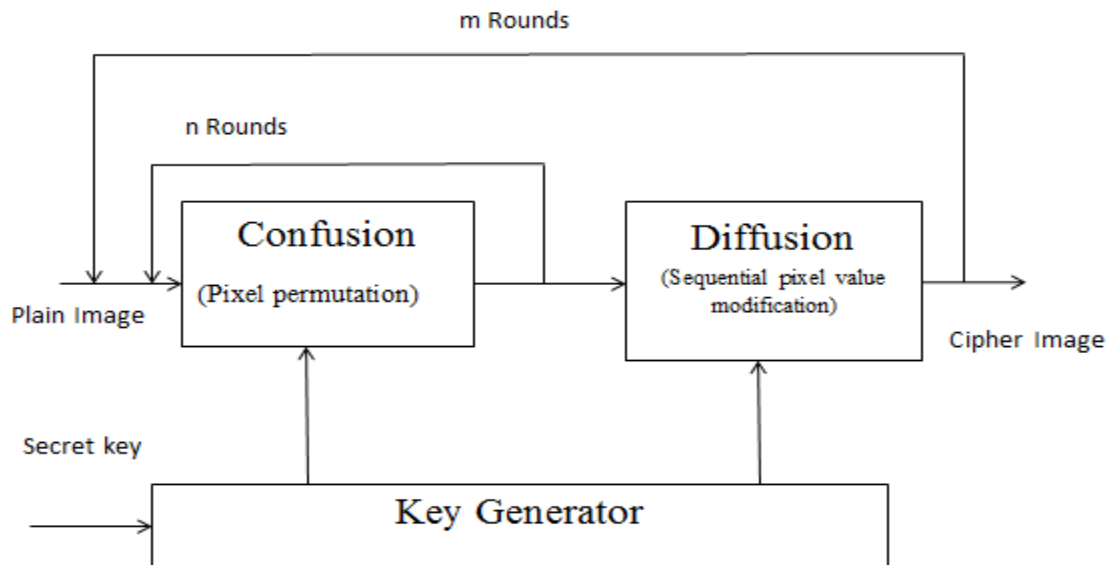 m Rounds
n Rounds
Confusion
(Pixel permutation)
Diffusion
(Sequential pixel value
modification)
Plain Image
Cipher Image
Secret key
Key Generator